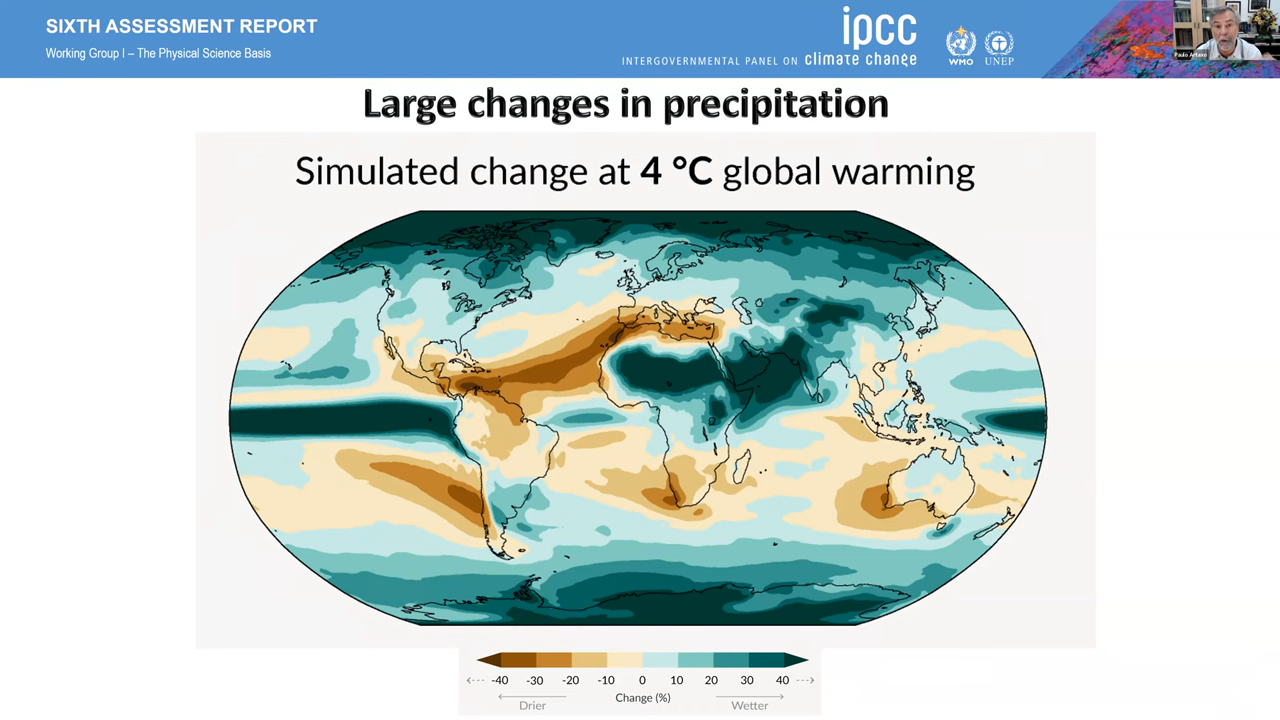 SIXTH ASSESSMENT REPORT
Working Group I – The Physical Science Basis
INTERGOVERNMENTAL PANEL ON climate change
ipcc
WMO
UNEP
Paulo Artaxo
Large changes in precipitation
Simulated change at 4 °C global warming
-40 -30 -20 -10 0 10 20 30 40
Change (%)
Drier
Wetter